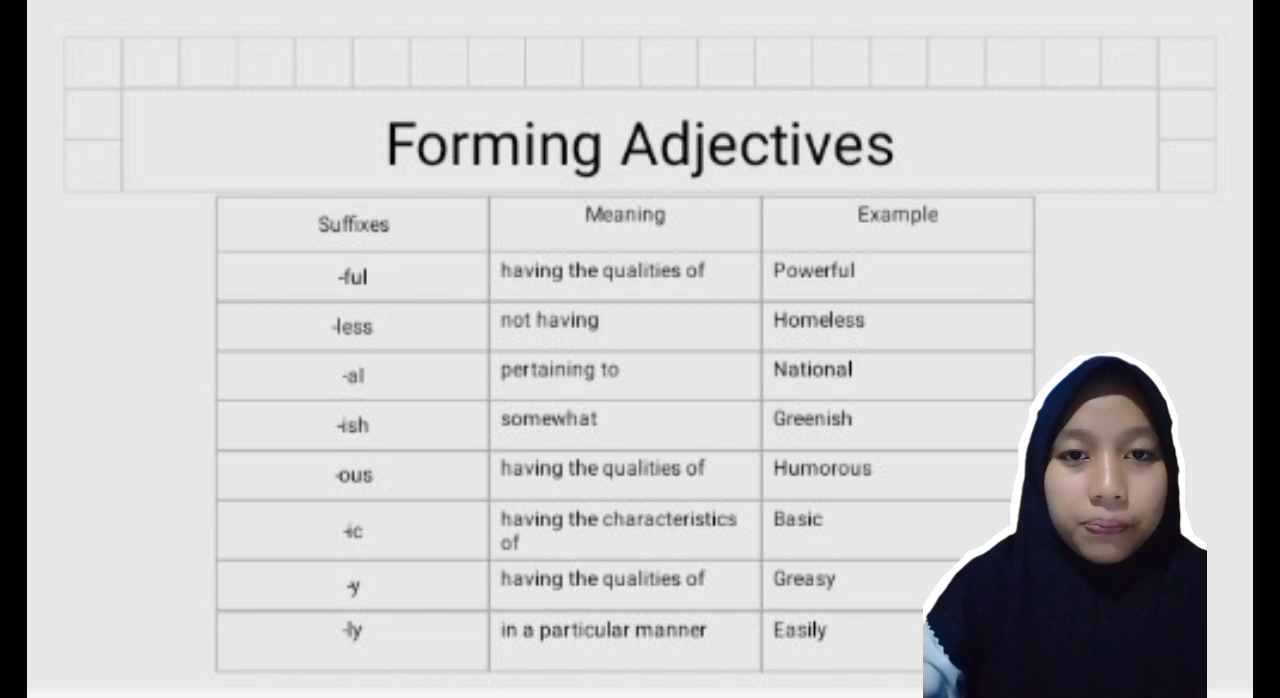 Forming Adjectives
Suffixes Meaning Example
-ful having the qualities of Powerful
-less not having Homeless
-al pertaining to National
-ish somewhat Greenish
-ous having the qualities of Humorous
-ic having the characteristics Basic
of
-y having the qualities of Greasy
-ly in a particular manner Easily